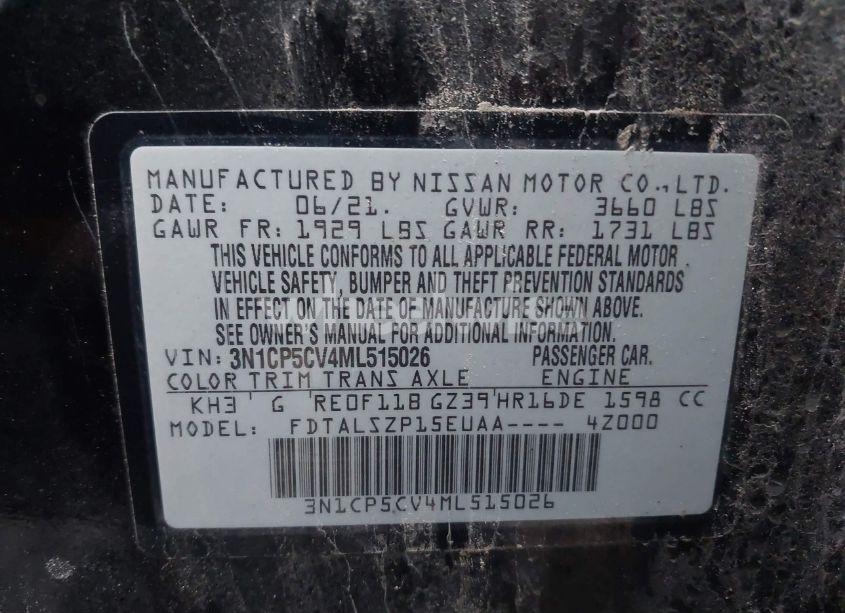 MANUFACTURED BY NISSAN MOTOR CO., LTD.
DATE: 06/21. GVWR: 3660 LBS
GAWR FR: 1929 LBS GAWR RR: 1731 LBS
THIS VEHICLE CONFORMS TO ALL APPLICABLE FEDERAL MOTOR
VEHICLE SAFETY, BUMPER AND THEFT PREVENTION STANDARDS
IN EFFECT ON THE DATE OF MANUFACTURE SHOWN ABOVE.
SEE OWNER'S MANUAL FOR ADDITIONAL INFORMATION.
VIN: 3N1CP5CV4ML515026 PASSENGER CAR.
COLOR TRIM TRANS AXLE ENGINE
KH3 G RE0F11B GZ39 HR16DE 1598 CC
MODEL: FDTALSZP15EUAA---- 4Z000
3N1CP5CV4ML515026